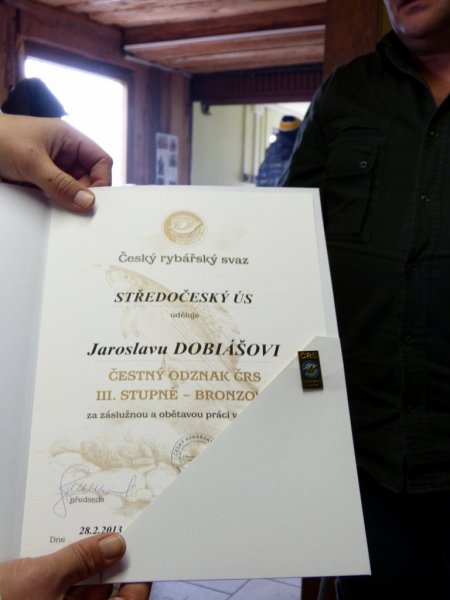 Český rybářský svaz
STŘEDOČESKÝ ÚS
uděluje
Jaroslavu DOBIÁŠOVI
ČESTNÝ ODZNAK ČRS
III. STUPNĚ – BRONZO
za záslužnou a obětavou práci v
ČRS
předseda
Dne 28.2.2013